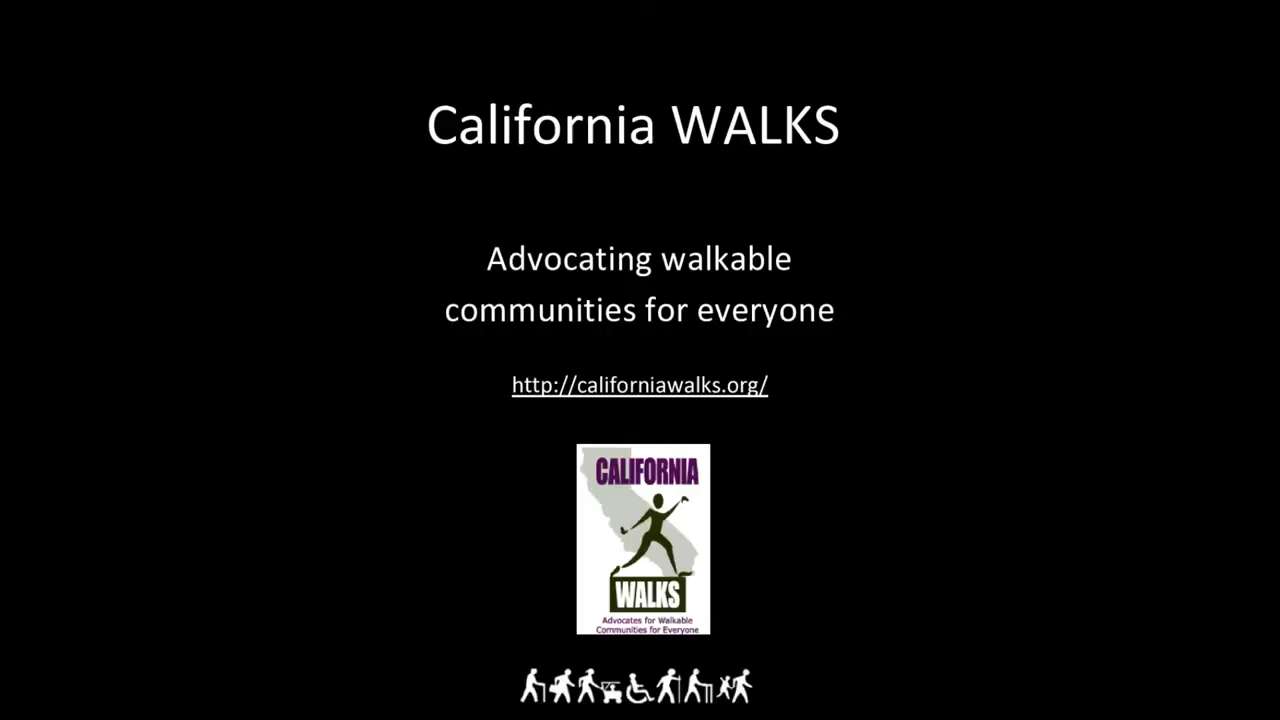 California WALKS
Advocating walkable
communities for everyone
http://californiawalks.org/
CALIFORNIA
WALKS
Advocates for Walkable
Communities for Everyone